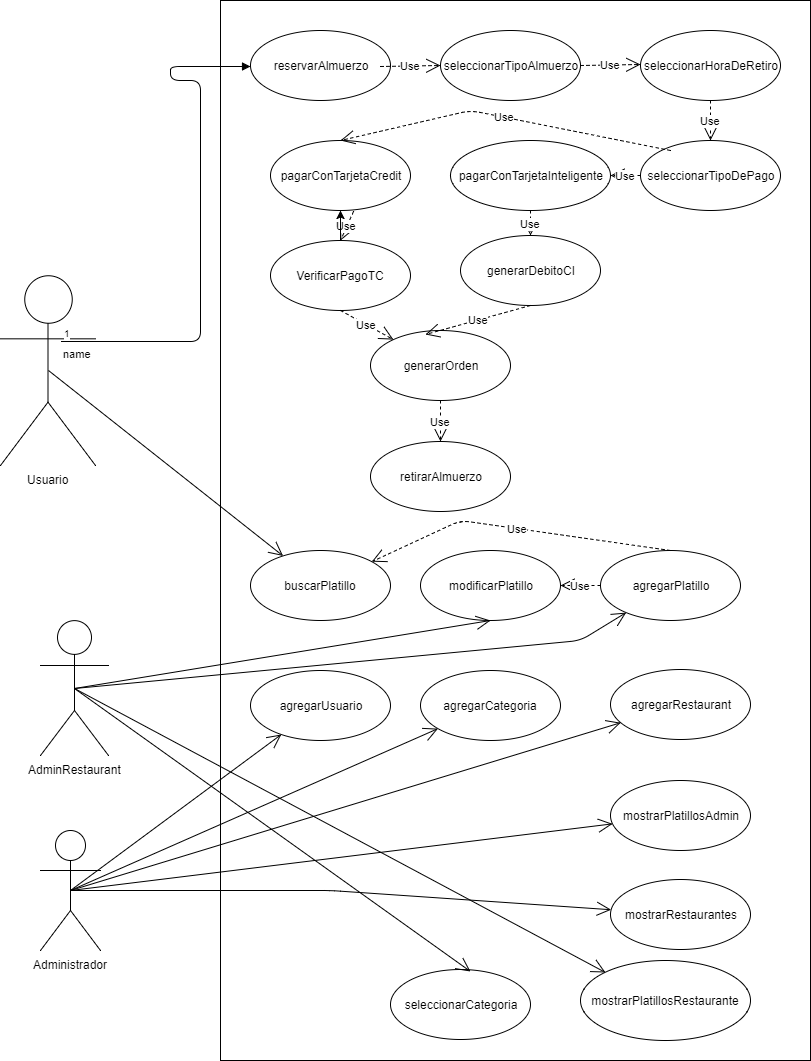 reservarAlmuerzo
Use
seleccionarTipoAlmuerzo
Use
seleccionarHoraDeRetiro
Use
Use
pagarConTarjetaCredit
pagarConTarjetaInteligente
Use
seleccionarTipoDePago
Use
Use
VerificarPagoTC
generarDebitoCI
Use
Use
1
name
generarOrden
Use
retirarAlmuerzo
Usuario
Use
buscarPlatillo
modificarPlatillo
Use
agregarPlatillo
agregarUsuario
agregarCategoria
agregarRestaurant
AdminRestaurant
mostrarPlatillosAdmin
mostrarRestaurantes
Administrador
seleccionarCategoria
mostrarPlatillosRestaurante